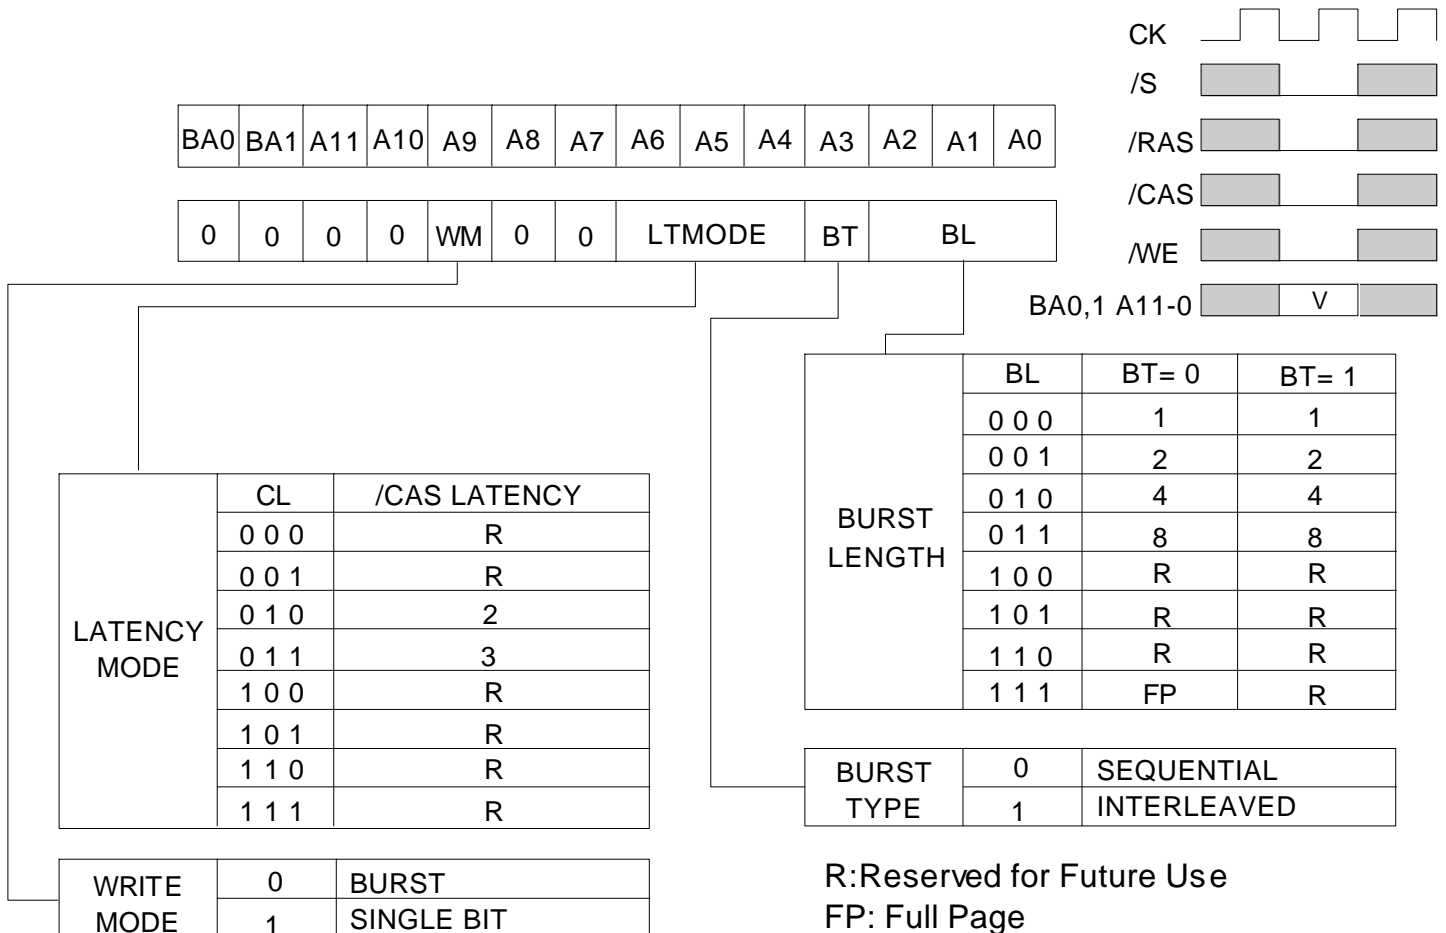 CK
/S
/RAS
/CAS
/WE
BA0,1 A11-0 V
BA0 BA1 A11 A10 A9 A8 A7 A6 A5 A4 A3 A2 A1 A0
0 0 0 0 WM 0 0 LTMODE BT BL
BL BT= 0 BT= 1
BURST LENGTH
0 0 0 1 1
0 0 1 2 2
0 1 0 4 4
0 1 1 8 8
1 0 0 R R
1 0 1 R R
1 1 0 R R
1 1 1 FP R
CL /CAS LATENCY
LATENCY MODE
0 0 0 R
0 0 1 R
0 1 0 2
0 1 1 3
1 0 0 R
1 0 1 R
1 1 0 R
1 1 1 R
BURST TYPE
0 SEQUENTIAL
1 INTERLEAVED
WRITE MODE
0 BURST
1 SINGLE BIT
R:Reserved for Future Use
FP: Full Page